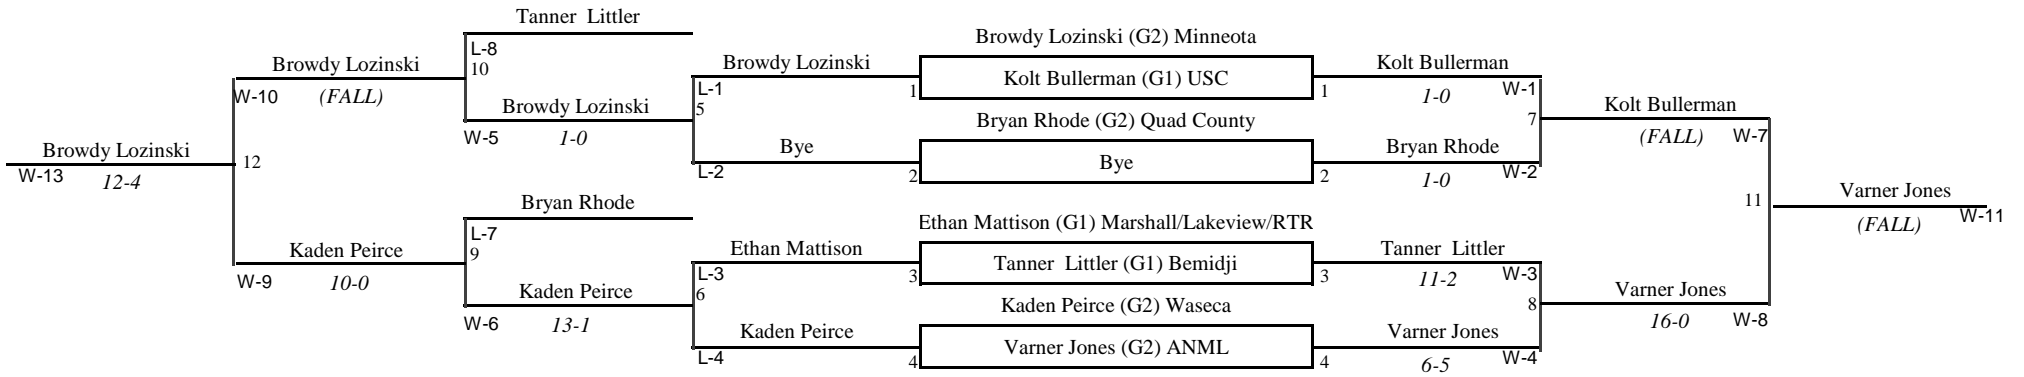 Tanner Littler
L-8
10
Browdy Lozinski
W-10
(FALL)
Browdy Lozinski
W-5
1-0
Browdy Lozinski
W-13
12-4
12
Bryan Rhode
L-7
9
Kaden Peirce
W-9
10-0
Kaden Peirce
W-6
13-1
Browdy Lozinski
L-1
1
5
Bye
L-2
2
Ethan Mattison
L-3
3
6
Kaden Peirce
L-4
4
Browdy Lozinski (G2) Minneota
Kolt Bullerman (G1) USC
Bryan Rhode (G2) Quad County
Bye
Ethan Mattison (G1) Marshall/Lakeview/RTR
Tanner Littler (G1) Bemidji
Kaden Peirce (G2) Waseca
Varner Jones (G2) ANML
Kolt Bullerman
1
1-0
W-1
7
Bryan Rhode
2
1-0
W-2
Tanner Littler
3
11-2
W-3
8
Varner Jones
4
6-5
W-4
Kolt Bullerman
(FALL)
W-7
11
Varner Jones
16-0
W-8
Varner Jones
(FALL)
W-11